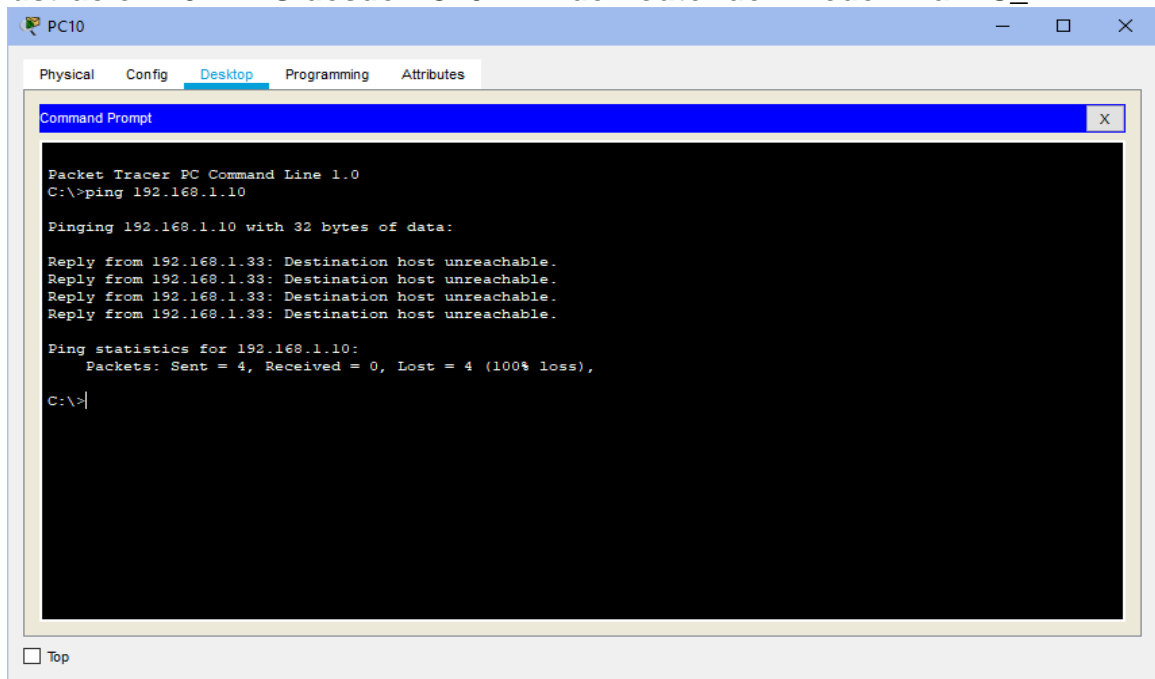 PC10
Physical Config Desktop Programming Attributes
Command Prompt
X
Packet Tracer PC Command Line 1.0
C:\>ping 192.168.1.10
Pinging 192.168.1.10 with 32 bytes of data:
Reply from 192.168.1.33: Destination host unreachable.
Reply from 192.168.1.33: Destination host unreachable.
Reply from 192.168.1.33: Destination host unreachable.
Reply from 192.168.1.33: Destination host unreachable.
Ping statistics for 192.168.1.10:
Packets: Sent = 4, Received = 0, Lost = 4 (100% loss),
C:\>
Top